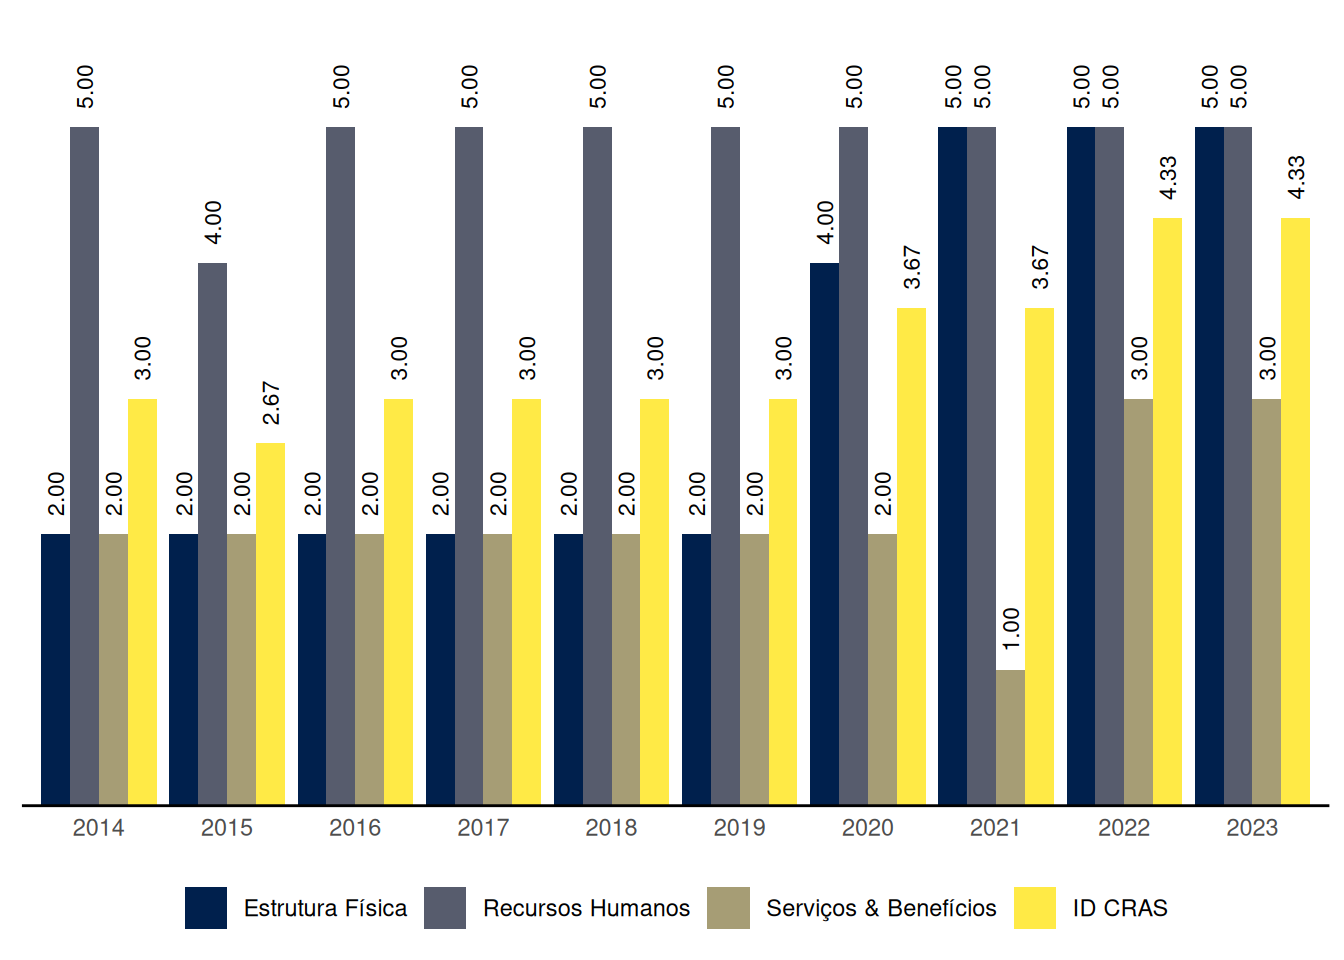 5.00 5.00 5.00 5.00 5.00 5.00 5.00 5.00 5.00 5.00 5.00 5.00
4.33 4.33
4.00 4.00
3.67 3.67
3.00 3.00 3.00 3.00 3.00 3.00 3.00
2.67
2.00 2.00 2.00 2.00 2.00 2.00 2.00 2.00 2.00 2.00 2.00 2.00 2.00
1.00
2014 2015 2016 2017 2018 2019 2020 2021 2022 2023
Estrutura Física Recursos Humanos Serviços & Benefícios ID CRAS